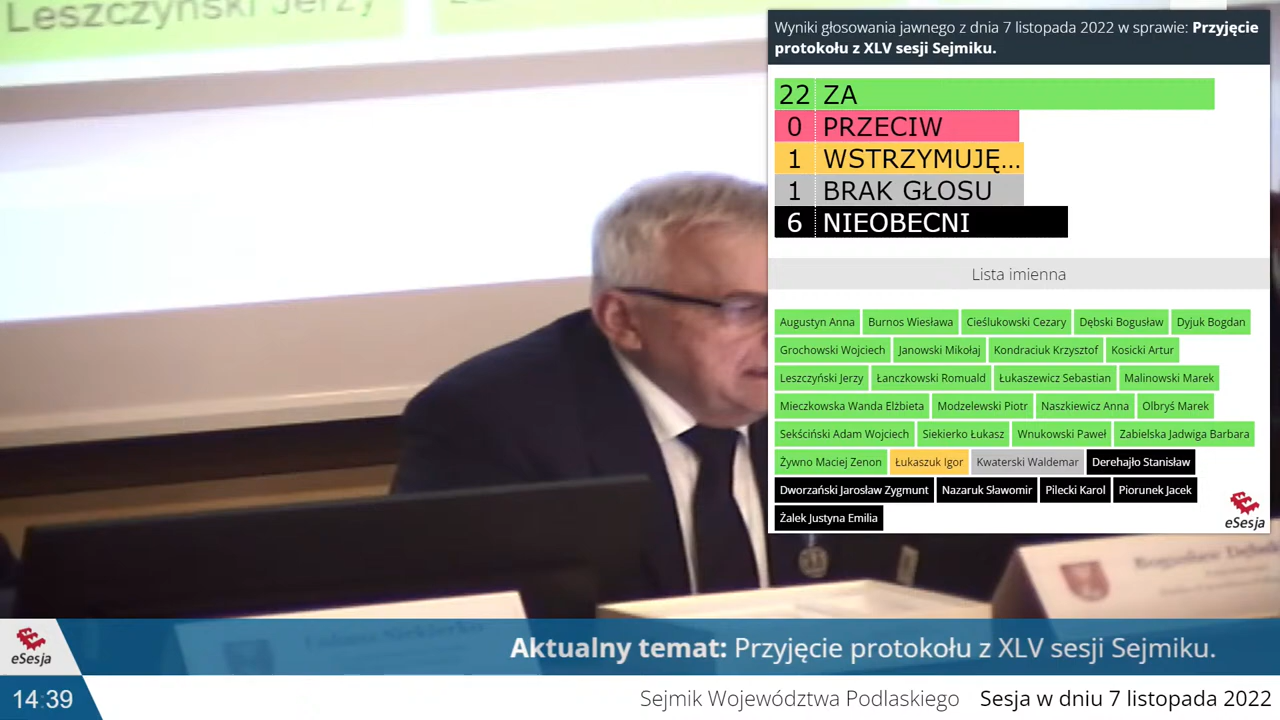 Leszczyński Jerzy
Wyniki głosowania jawnego z dnia 7 listopada 2022 w sprawie: Przyjęcie
protokołu z XLV sesji Sejmiku.
22 ZA
0 PRZECIW
1 WSTRZYMUJĘ...
1 BRAK GŁOSU
6 NIEOBECNI
Lista imienna
Augustyn Anna Burnos Wiesława Cieślukowski Cezary Dębski Bogusław Dyjuk Bogdan
Grochowski Wojciech Janowski Mikołaj Kondraciuk Krzysztof Kosicki Artur
Leszczyński Jerzy Łanczkowski Romuald Łukaszewicz Sebastian Malinowski Marek
Mieczkowska Wanda Elżbieta Modzelewski Piotr Naszkiewicz Anna Olbryś Marek
Sekściński Adam Wojciech Siekierko Łukasz Wnukowski Paweł Zabielska Jadwiga Barbara
Żywno Maciej Zenon Łukaszuk Igor Kwaterski Waldemar Derehajło Stanisław
Dworzański Jarosław Zygmunt Nazaruk Sławomir Pilecki Karol Piorunek Jacek
Żalek Justyna Emilia
eSesja
Bogusław
eSesja
Aktualny temat: Przyjęcie protokołu z XLV sesji Sejmiku.
14:39
Sejmik Województwa Podlaskiego Sesja w dniu 7 listopada 2022